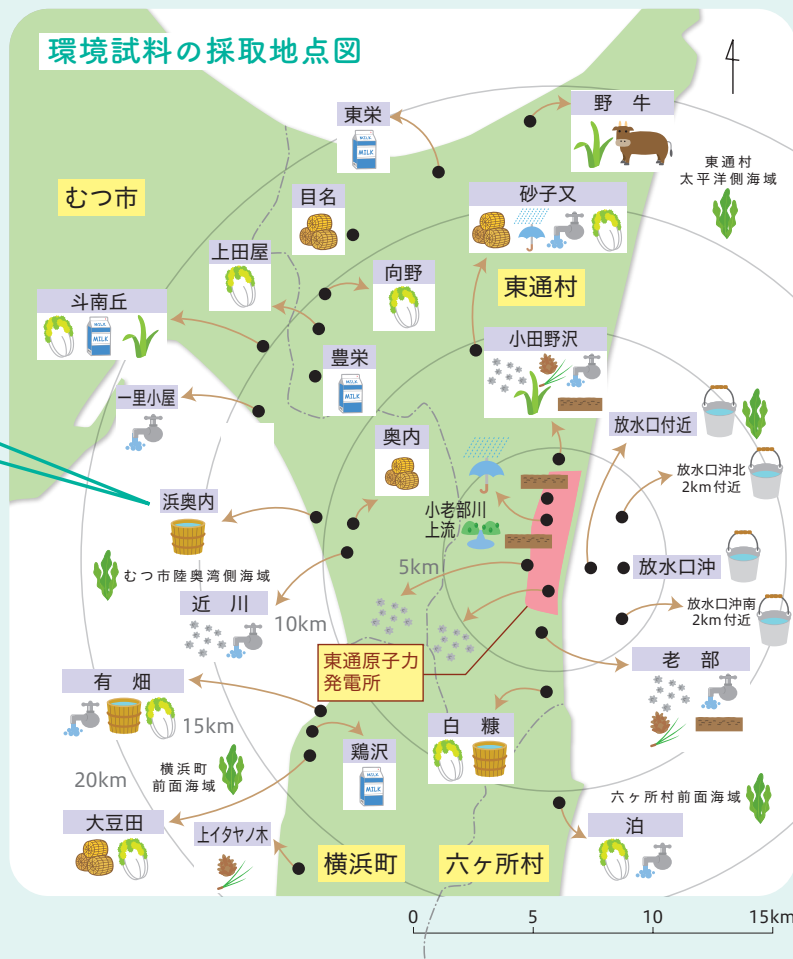 環境試料の採取地点図
東栄
MILK
野 牛
東通村
太平洋側海域
むつ市
目名
砂子又
上田屋
向野
東通村
斗南丘
MILK
小田野沢
豊栄
MILK
一里小屋
奥内
放水口付近
放水口沖北
2km付近
浜奥内
小老部川
上流
むつ市陸奥湾側海域
5km
放水口沖
近 川
10km
放水口沖南
2km付近
東通原子力
発電所
老 部
有 畑
15km
白 糠
鶏沢
MILK
横浜町
前面海域
20km
六ヶ所村前面海域
大豆田
上イタヤノ木
泊
横浜町
六ヶ所村
0 5 10 15km